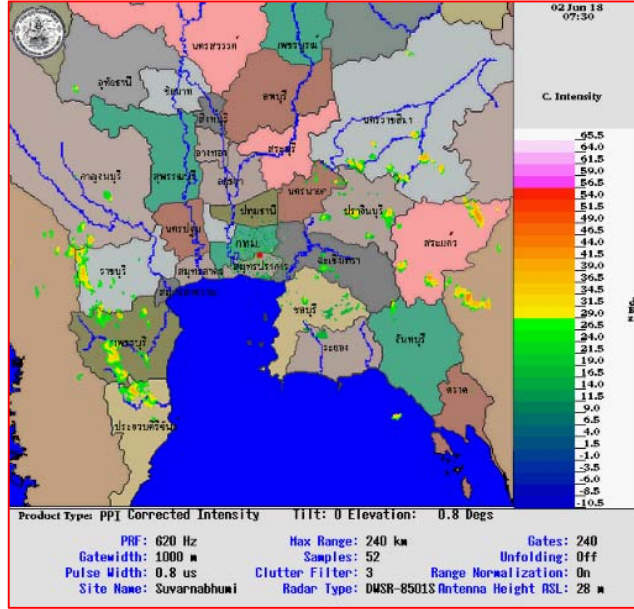 02 Jun 18
07:30
นครสวรรค์
เพชรบูรณ์
อุทัยธานี
ชัยนาท
ลพบุรี
สิงห์บุรี
นครราชสีมา
อ่างทอง
สระบุรี
สุพรรณบุรี
อยุธยา
นครนายก
ปราจีนบุรี
ปทุมธานี
นครปฐม
กทม.
สระแก้ว
ฉะเชิงเทรา
สมุทรสาคร
สมุทรปราการ
ราชบุรี
ชลบุรี
เพชรบุรี
ระยอง
จันทบุรี
ตราด
ประจวบคีรีขันธ์
C. Intensity
65.5
64.0
61.5
59.0
56.5
54.0
51.5
49.0
46.5
44.0
41.5
39.0
36.5
34.0
31.5
29.0
26.5
24.0
21.5
19.0
16.5
14.0
11.5
9.0
6.5
4.0
1.5
-1.0
-3.5
-6.0
-8.5
-10.5
Product Type: PPI Corrected Intensity Tilt: 0 Elevation: 0.8 Degs
PRF: 620 Hz Max Range: 240 km Gates: 240
Gatewidth: 1000 m Samples: 52 Unfolding: Off
Pulse Width: 0.8 us Clutter Filter: 3 Range Normalization: On
Site Name: Suvarnabhumi Radar Type: DWSR-8501S Antenna Height ASL: 28 m